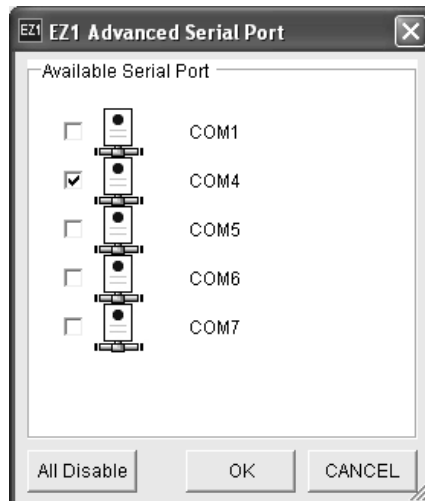 EZ1 EZ1 Advanced Serial Port
Available Serial Port
COM1
COM4
COM5
COM6
COM7
All Disable OK CANCEL